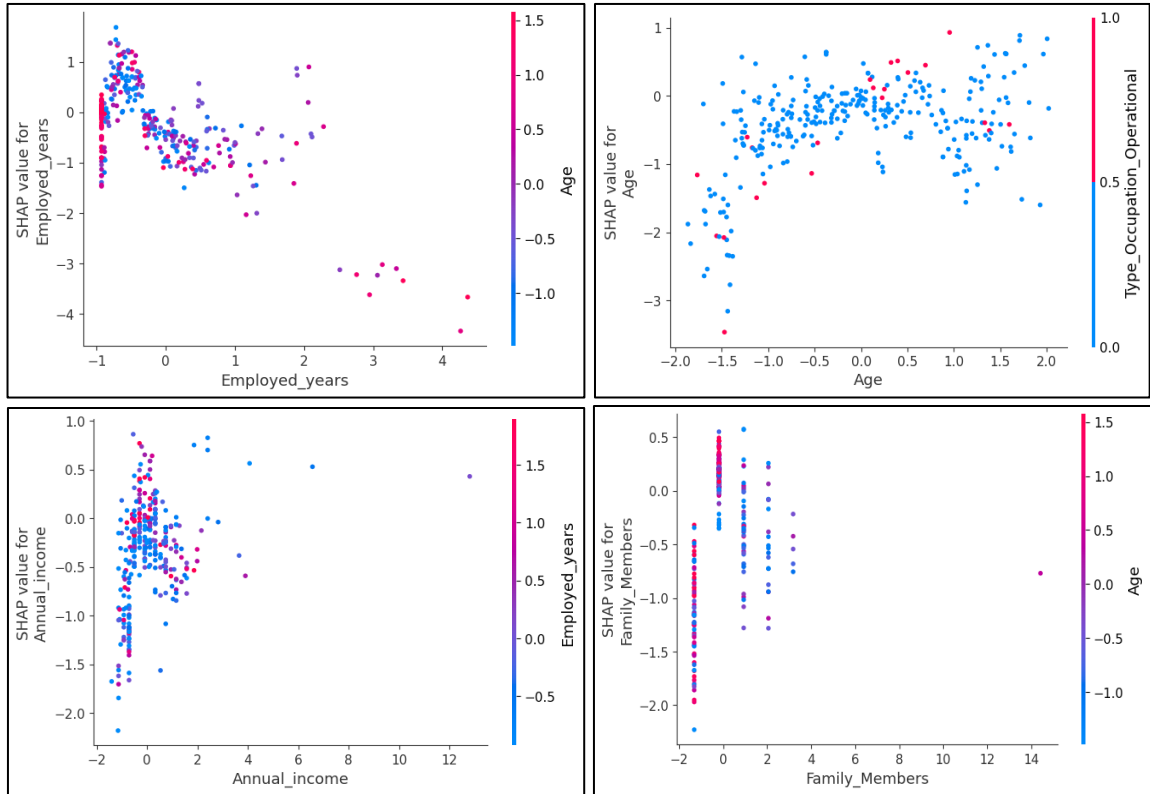 1
0
−1
−2
−3
−4
SHAP value for
Employed_years
−1 0 1 2 3 4
Employed_years
1.5
1.0
0.5
0.0
−0.5
−1.0
Age
1
0
−1
−2
−3
SHAP value for
Age
−2.0 −1.5 −1.0 −0.5 0.0 0.5 1.0 1.5 2.0
Age
1.0
0.5
0.0
Type_Occupation_Operational
1.0
0.5
0.0
−0.5
−1.0
−1.5
−2.0
SHAP value for
Annual_income
−2 0 2 4 6 8 10 12
Annual_income
1.5
1.0
0.5
0.0
−0.5
Employed_years
0.5
0.0
−0.5
−1.0
−1.5
−2.0
SHAP value for
Family_Members
−2 0 2 4 6 8 10 12 14
Family_Members
1.5
1.0
0.5
0.0
−0.5
−1.0
Age